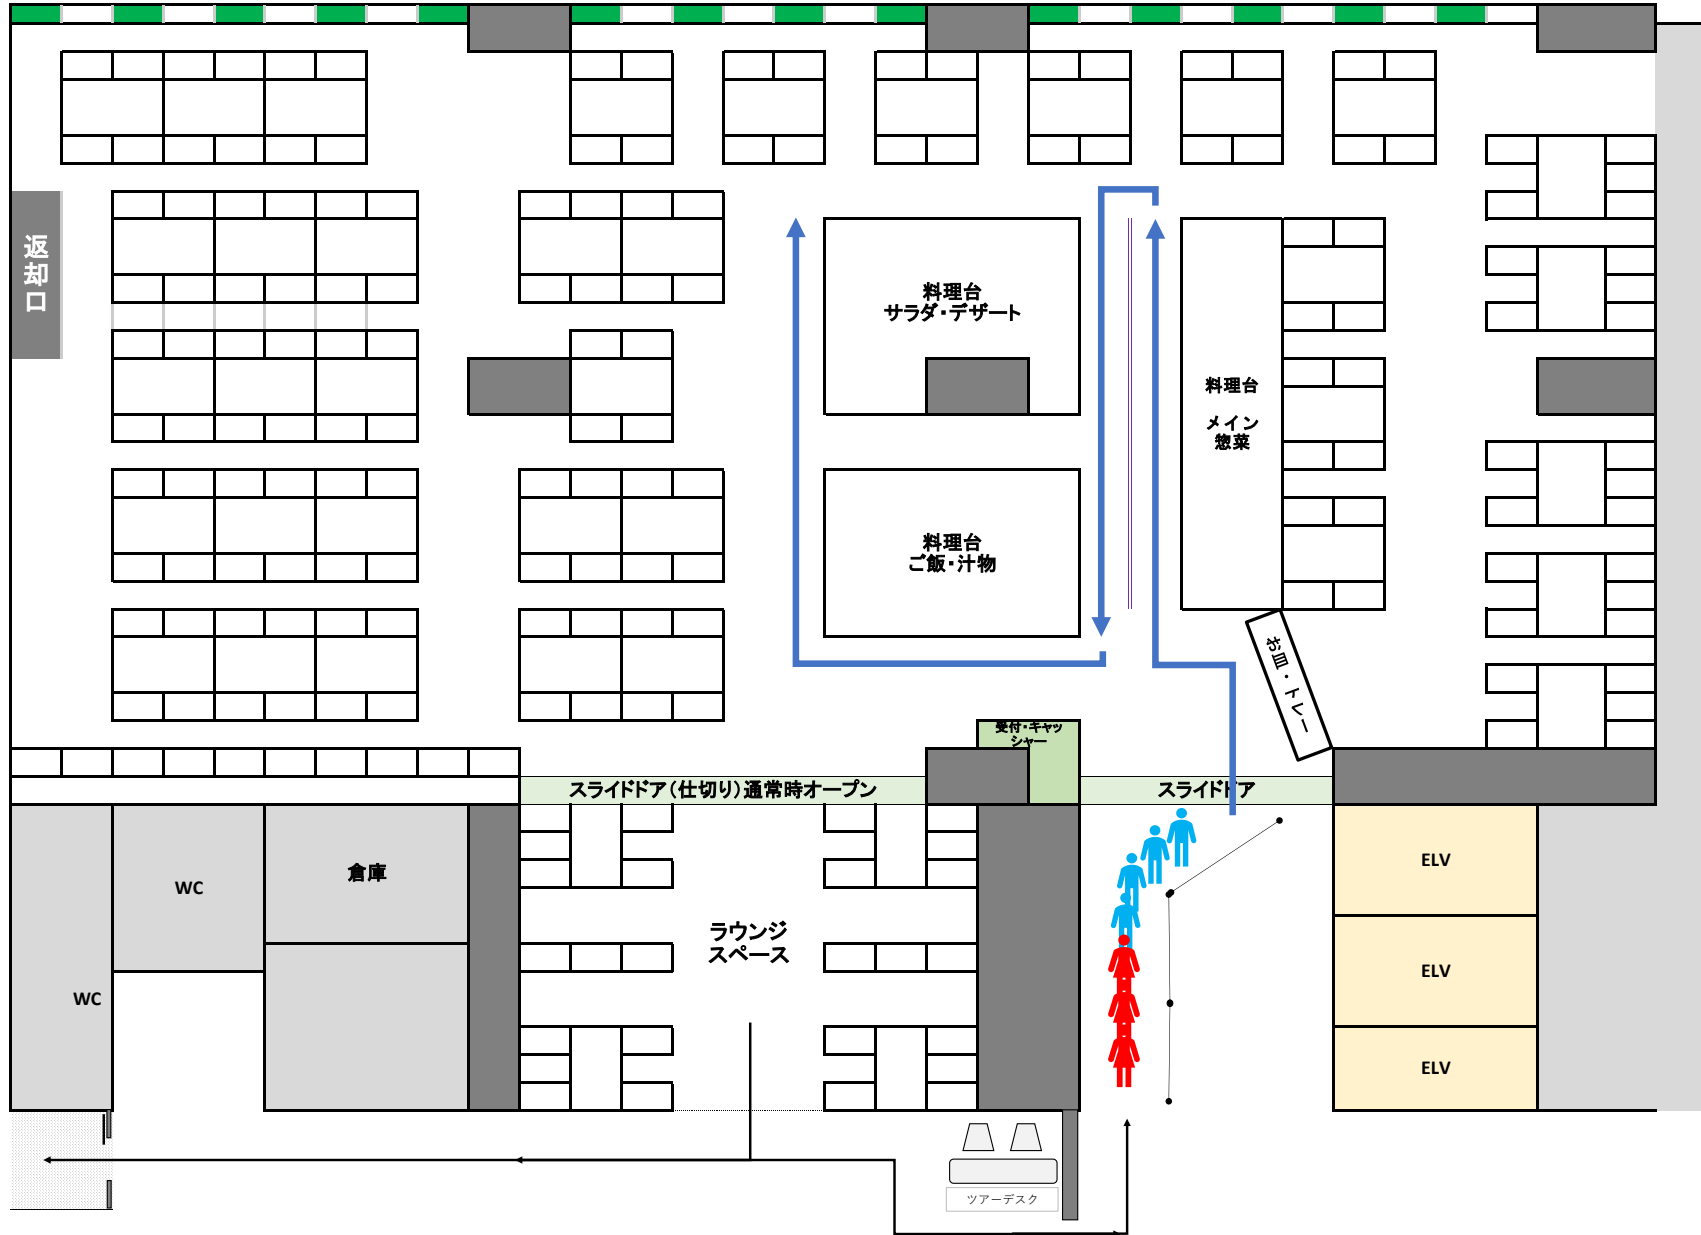 返却口
料理台
サラダ・デザート
料理台
メイン
惣菜
料理台
ご飯・汁物
お皿・トレー
受付・キャッ
シャー
スライドドア(仕切り)通常時オープン
スライドドア
WC
倉庫
ELV
ラウンジ
スペース
WC
ELV
ELV
ツアーデスク